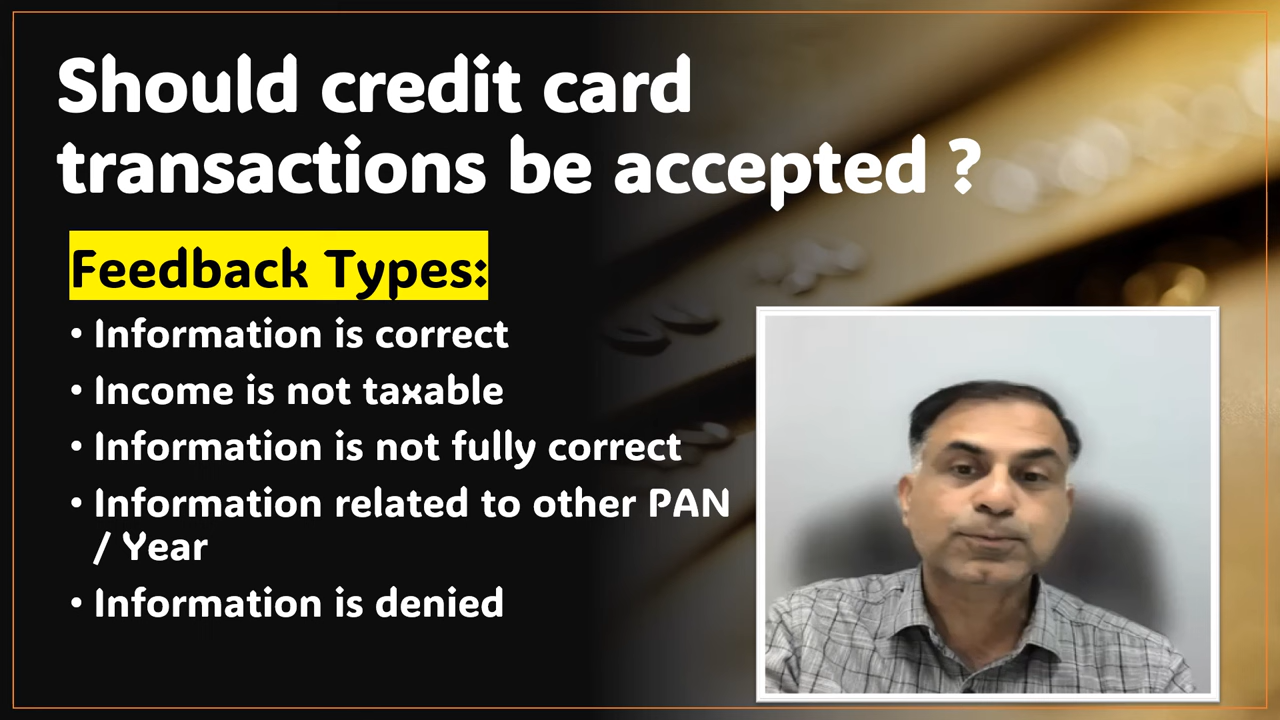 Should credit card
transactions be accepted ?
Feedback Types:
• Information is correct
• Income is not taxable
• Information is not fully correct
• Information related to other PAN
/ Year
• Information is denied